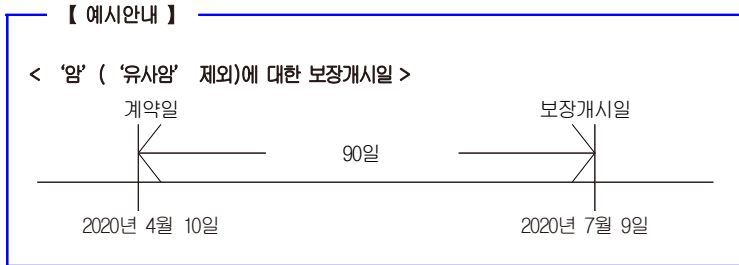 【 예시안내 】
< ‘암’ ( ‘유사암’ 제외)에 대한 보장개시일 >
계약일 보장개시일
90일
2020년 4월 10일 2020년 7월 9일